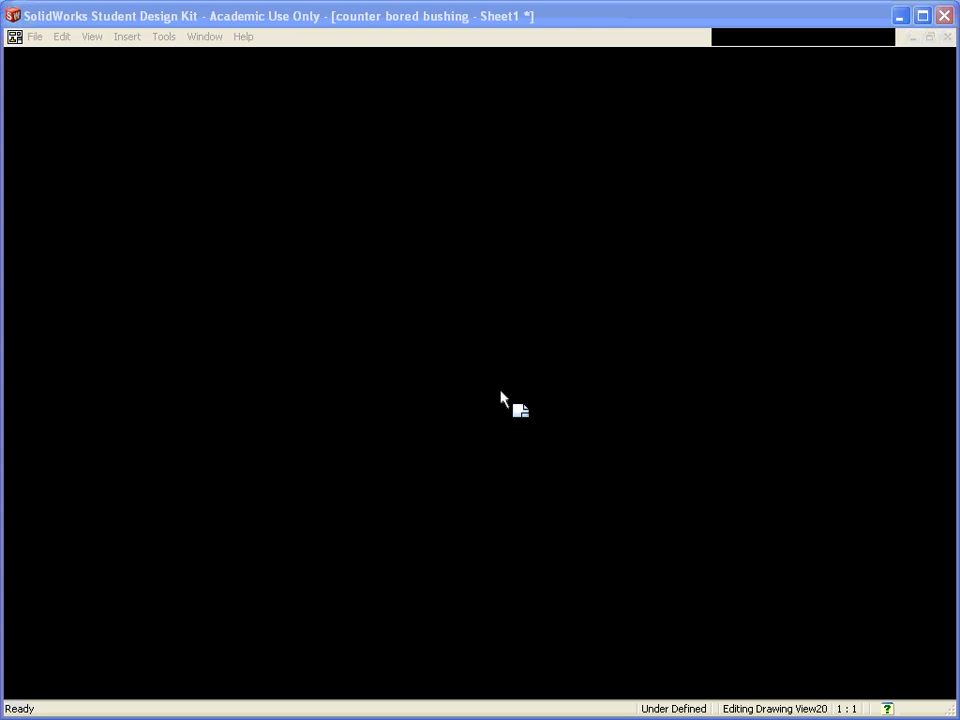 SolidWorks Student Design Kit - Academic Use Only - [counter bored bushing - Sheet1 *]
File Edit View Insert Tools Window Help
Ready Under Defined Editing Drawing View20 1 : 1 ?